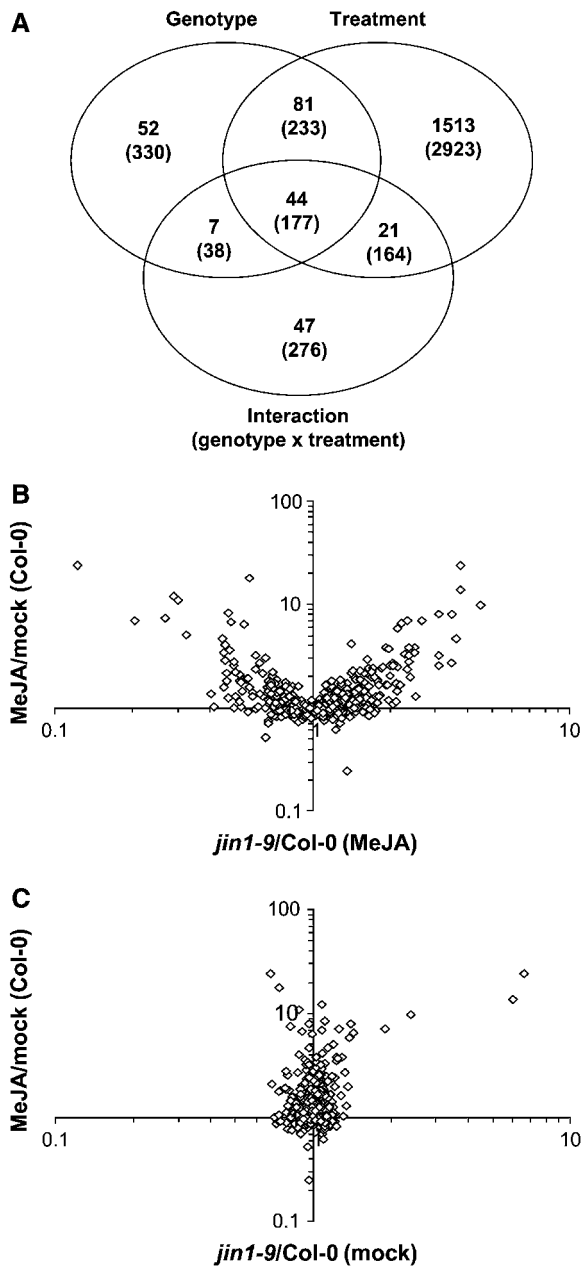 A
Genotype Treatment
52
(330)
81
(233)
1513
(2923)
44
(177)
7
(38)
21
(164)
47
(276)
Interaction
(genotype x treatment)
B
MeJA/mock (Col-0)
100
10
0.1
1
10
0.1
jin1-9/Col-0 (MeJA)
C
MeJA/mock (Col-0)
100
10
0.1
1
10
0.1
jin1-9/Col-0 (mock)